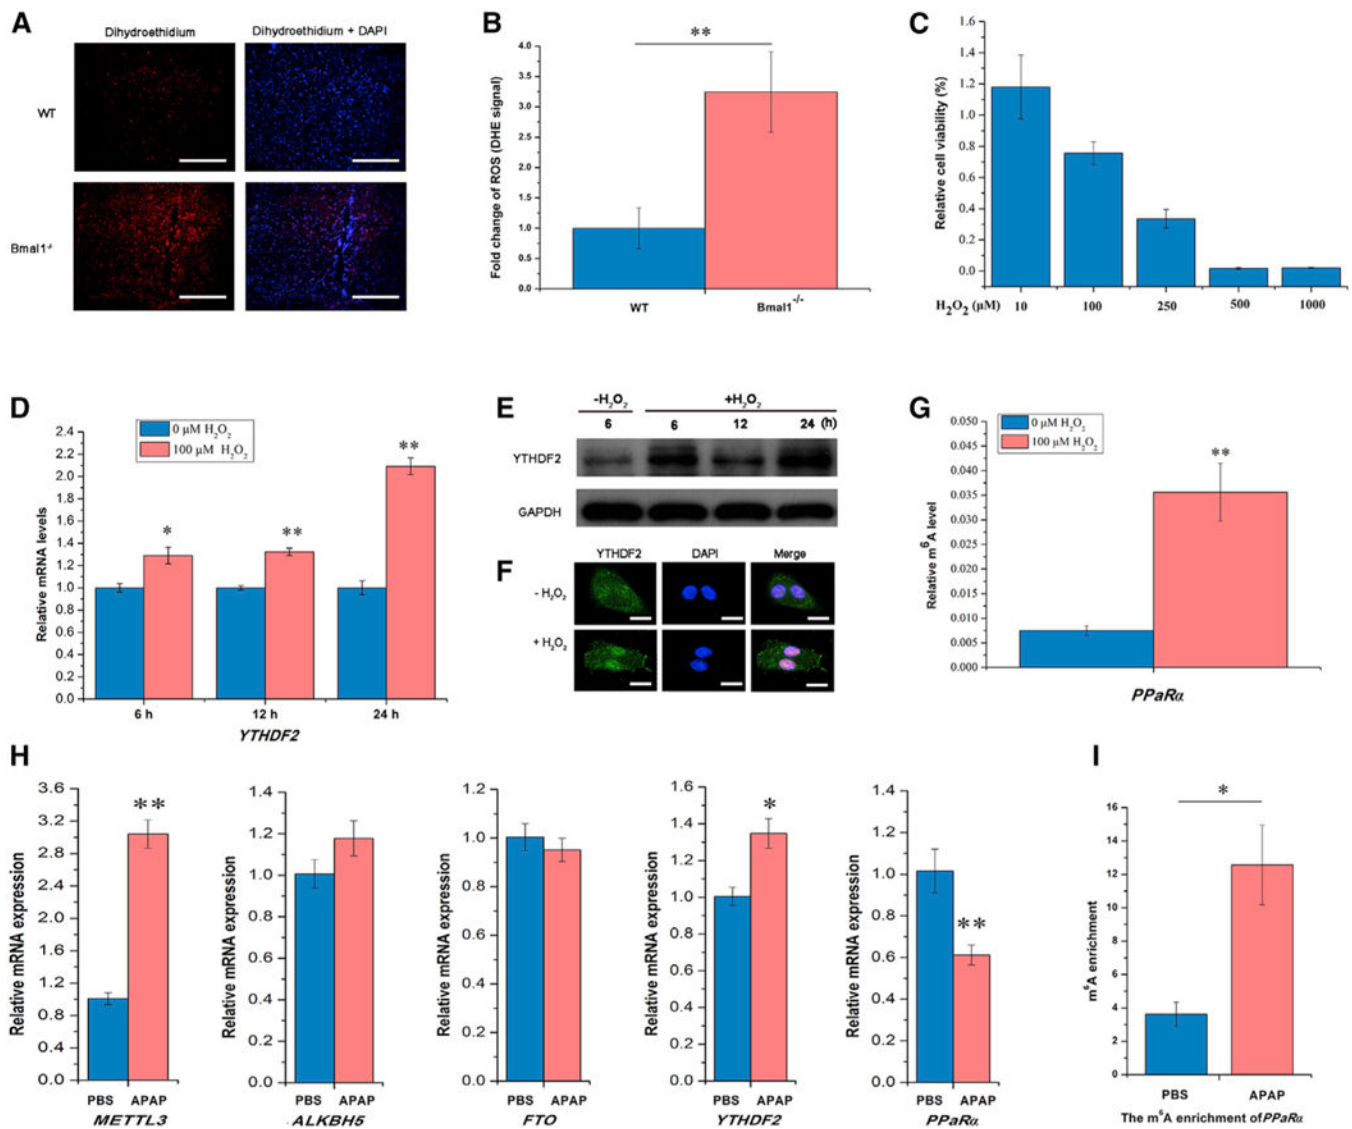 A
Dihydroethidium
Dihydroethidium + DAPI
WT
Bmal1-/-
B
**
Fold change of ROS (DHE signal)
4.0
3.5
3.0
2.5
2.0
1.5
1.0
0.5
0.0
WT
Bmal1-/-
C
Relative cell viability (%)
1.6
1.4
1.2
1.0
0.8
0.6
0.4
0.2
0.0
H2O2 (μM) 10 100 250 500 1000
D
0 μM H2O2
100 μM H2O2
Relative mRNA levels
2.4
2.2
2.0
1.8
1.6
1.4
1.2
1.0
0.8
0.6
0.4
0.2
0.0
* ** **
6 h 12 h 24 h
YTHDF2
E
-H2O2 +H2O2
6 6 12 24 (h)
YTHDF2
GAPDH
F
YTHDF2 DAPI Merge
- H2O2
+ H2O2
G
0 μM H2O2
100 μM H2O2
**
Relative m6A level
0.050
0.045
0.040
0.035
0.030
0.025
0.020
0.015
0.010
0.005
0.000
PPaRα
H
Relative mRNA expression
3.6
3.0
2.4
1.8
1.2
0.6
0.0
**
PBS APAP
METTL3
Relative mRNA expression
1.4
1.2
1.0
0.8
0.6
0.4
0.2
0.0
PBS APAP
ALKBH5
Relative mRNA expression
1.2
1.0
0.8
0.6
0.4
0.2
0.0
PBS APAP
FTO
Relative mRNA expression
1.6
1.4
1.2
1.0
0.8
0.6
0.4
0.2
0.0
*
PBS APAP
YTHDF2
Relative mRNA expression
1.4
1.2
1.0
0.8
0.6
0.4
0.2
0.0
**
PBS APAP
PPaRα
I
*
m6A enrichment
16
14
12
10
8
6
4
2
0
PBS APAP
The m6A enrichment of PPaRα